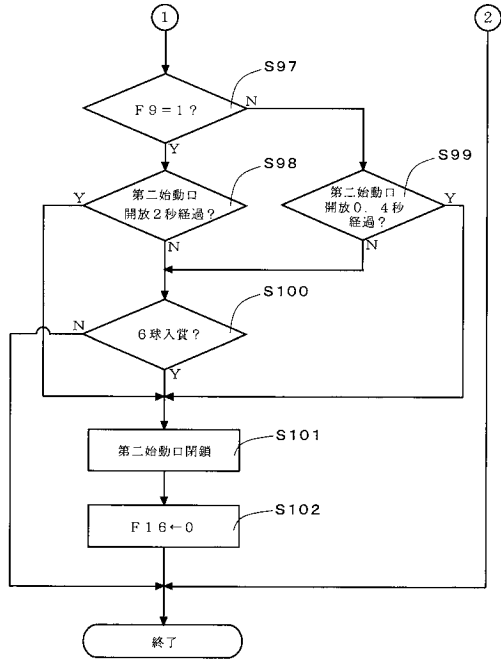 1
2
S97
F9=1?
N
Y
S98
S99
Y
第二始動口
開放2秒経過?
第二始動口
開放0.4秒
経過?
Y
N
N
S100
N
6球入賞?
Y
S101
第二始動口閉鎖
S102
F16←0
終了